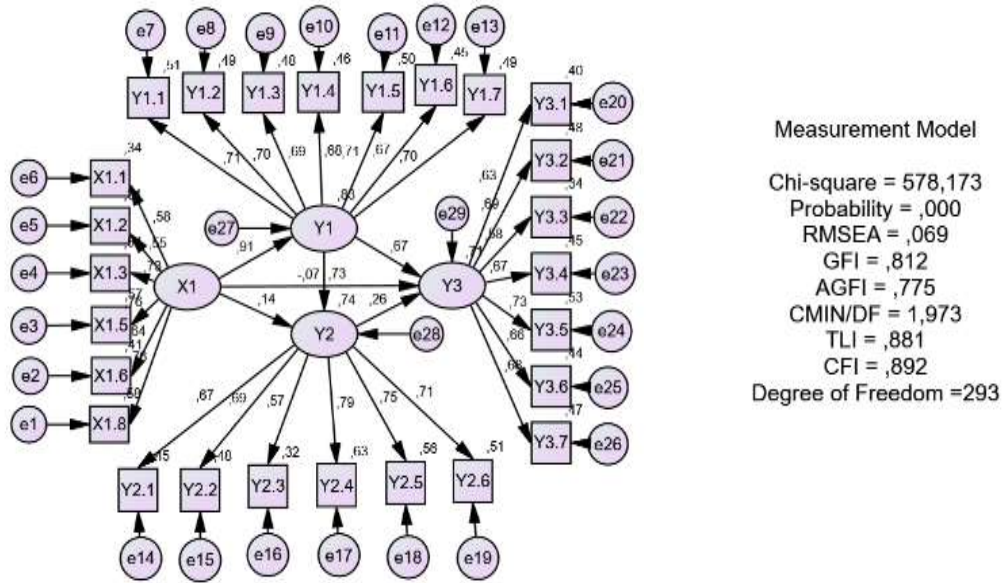 e7 e8 e9 e10 e11 e12 e13
,51 ,49 ,48 ,46 ,50 ,45 ,49
Y1.1 Y1.2 Y1.3 Y1.4 Y1.5 Y1.6 Y1.7
,71 ,70 ,69 ,68 ,71 ,67 ,70
,40
Y3.1 e20
,48
Y3.2 e21
,34
Y3.3 e22
,45
Y3.4 e23
,53
Y3.5 e24
,44
Y3.6 e25
,47
Y3.7 e26
,63
,69
,58
,67
,73
,66
,68
,34
e6 X1.1
e5 X1.2
e4 X1.3
e3 X1.5
e2 X1.6
,41
e1 X1.8
,58
,55
e27 Y1 ,83
e29
,91 ,67
X1 -,07 ,73 Y3
,14 ,74 ,26
Y2 e28
,67 ,69 ,57 ,79 ,75 ,71
,32 ,63 ,56 ,51
Y2.1 Y2.2 Y2.3 Y2.4 Y2.5 Y2.6
e14 e15 e16 e17 e18 e19
Measurement Model
Chi-square = 578,173
Probability = ,000
RMSEA = ,069
GFI = ,812
AGFI = ,775
CMIN/DF = 1,973
TLI = ,881
CFI = ,892
Degree of Freedom =293